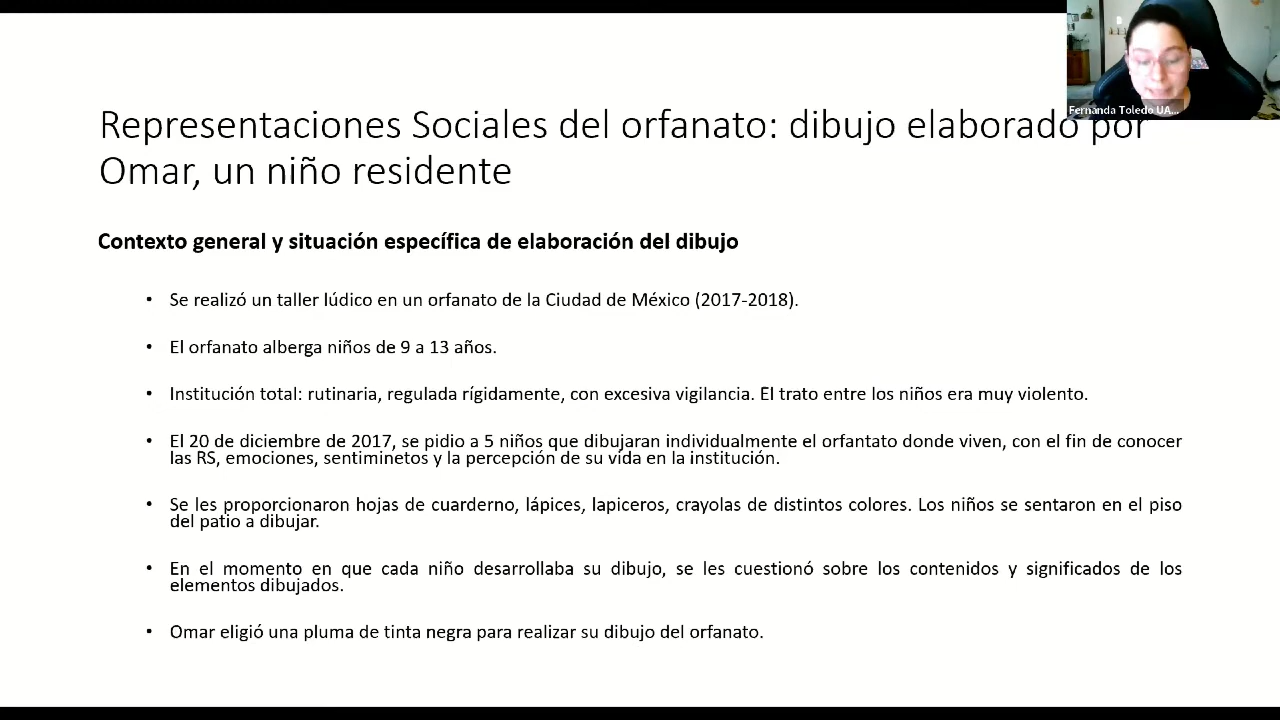 Fernanda Toledo UA...
Representaciones Sociales del orfanato: dibujo elaborado por
Omar, un niño residente
Contexto general y situación específica de elaboración del dibujo
• Se realizó un taller lúdico en un orfanato de la Ciudad de México (2017-2018).
• El orfanato alberga niños de 9 a 13 años.
• Institución total: rutinaria, regulada rígidamente, con excesiva vigilancia. El trato entre los niños era muy violento.
• El 20 de diciembre de 2017, se pidio a 5 niños que dibujaran individualmente el orfantato donde viven, con el fin de conocer
las RS, emociones, sentiminetos y la percepción de su vida en la institución.
• Se les proporcionaron hojas de cuarderno, lápices, lapiceros, crayolas de distintos colores. Los niños se sentaron en el piso
del patio a dibujar.
• En el momento en que cada niño desarrollaba su dibujo, se les cuestionó sobre los contenidos y significados de los
elementos dibujados.
• Omar eligió una pluma de tinta negra para realizar su dibujo del orfanato.